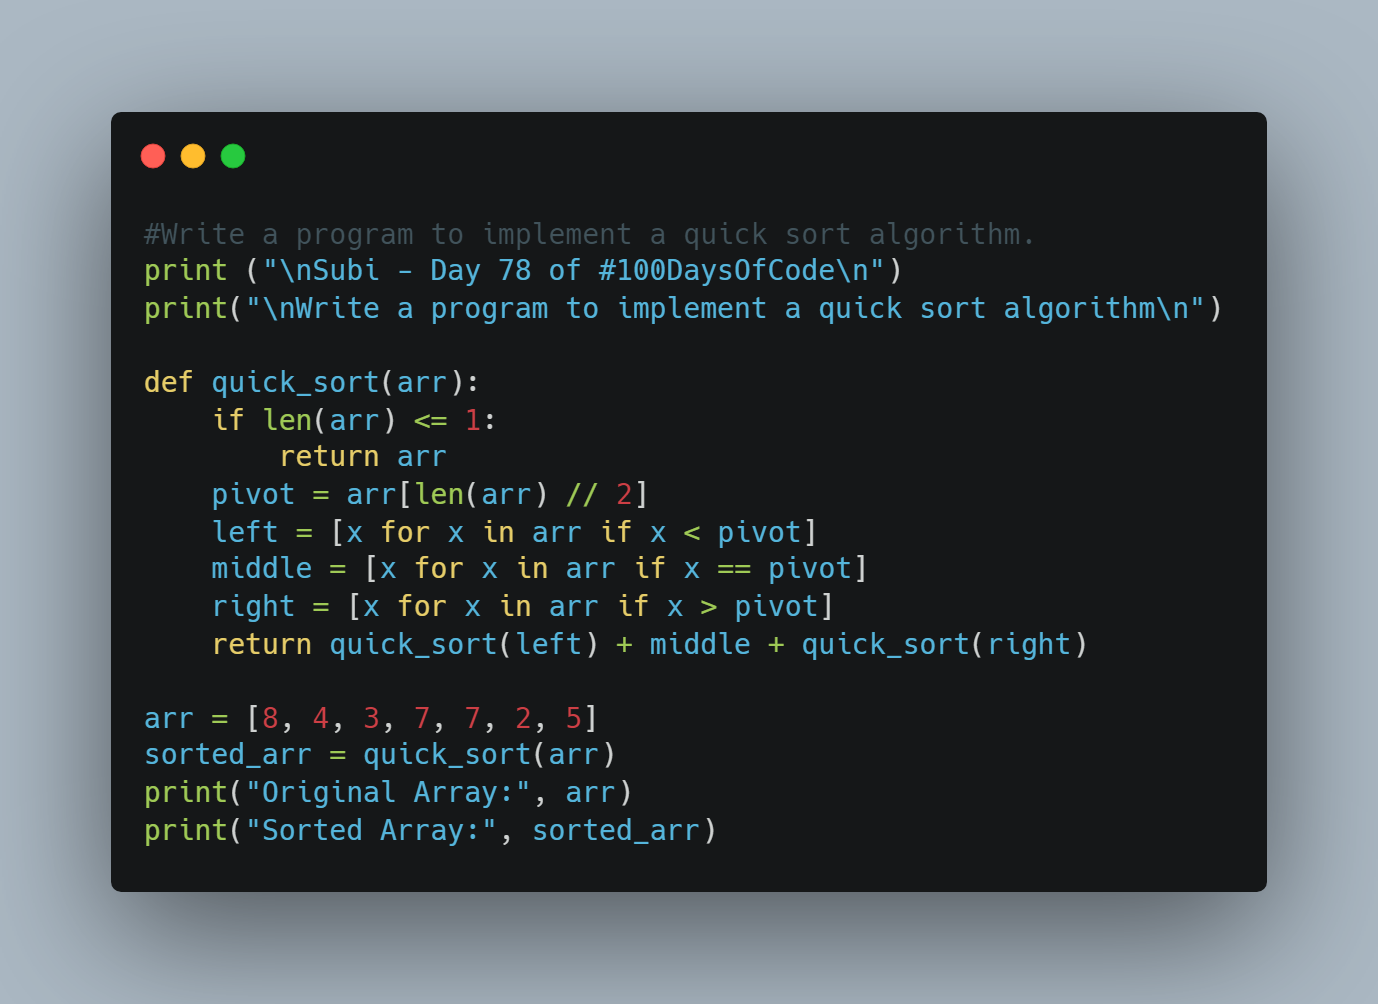 #Write a program to implement a quick sort algorithm.
print ("\nSubi - Day 78 of #100DaysOfCode\n")
print("\nWrite a program to implement a quick sort algorithm\n")

def quick_sort(arr):
    if len(arr) <= 1:
        return arr
    pivot = arr[len(arr) // 2]
    left = [x for x in arr if x < pivot]
    middle = [x for x in arr if x == pivot]
    right = [x for x in arr if x > pivot]
    return quick_sort(left) + middle + quick_sort(right)

arr = [8, 4, 3, 7, 7, 2, 5]
sorted_arr = quick_sort(arr)
print("Original Array:", arr)
print("Sorted Array:", sorted_arr)